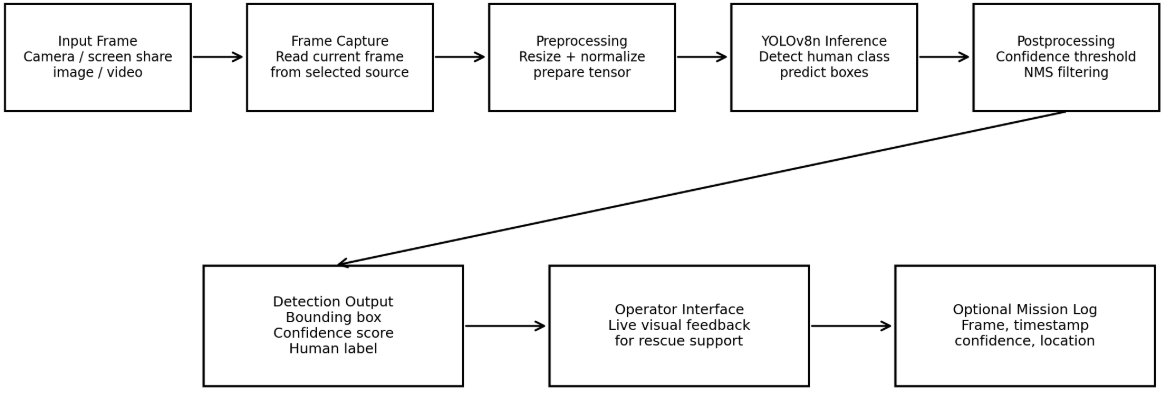 Input Frame
Camera / screen share
image / video
Frame Capture
Read current frame
from selected source
Preprocessing
Resize + normalize
prepare tensor
YOLOv8n Inference
Detect human class
predict boxes
Postprocessing
Confidence threshold
NMS filtering
Detection Output
Bounding box
Confidence score
Human label
Operator Interface
Live visual feedback
for rescue support
Optional Mission Log
Frame, timestamp
confidence, location